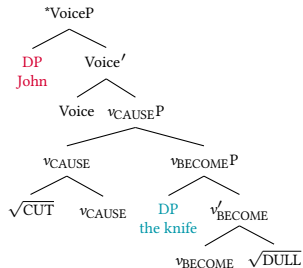 *VoiceP
DP
John
Voice′
Voice
vCAUSEP
vCAUSE
vBECOMEP
√CUT
vCAUSE
DP
the knife
v′BECOME
vBECOME
√DULL